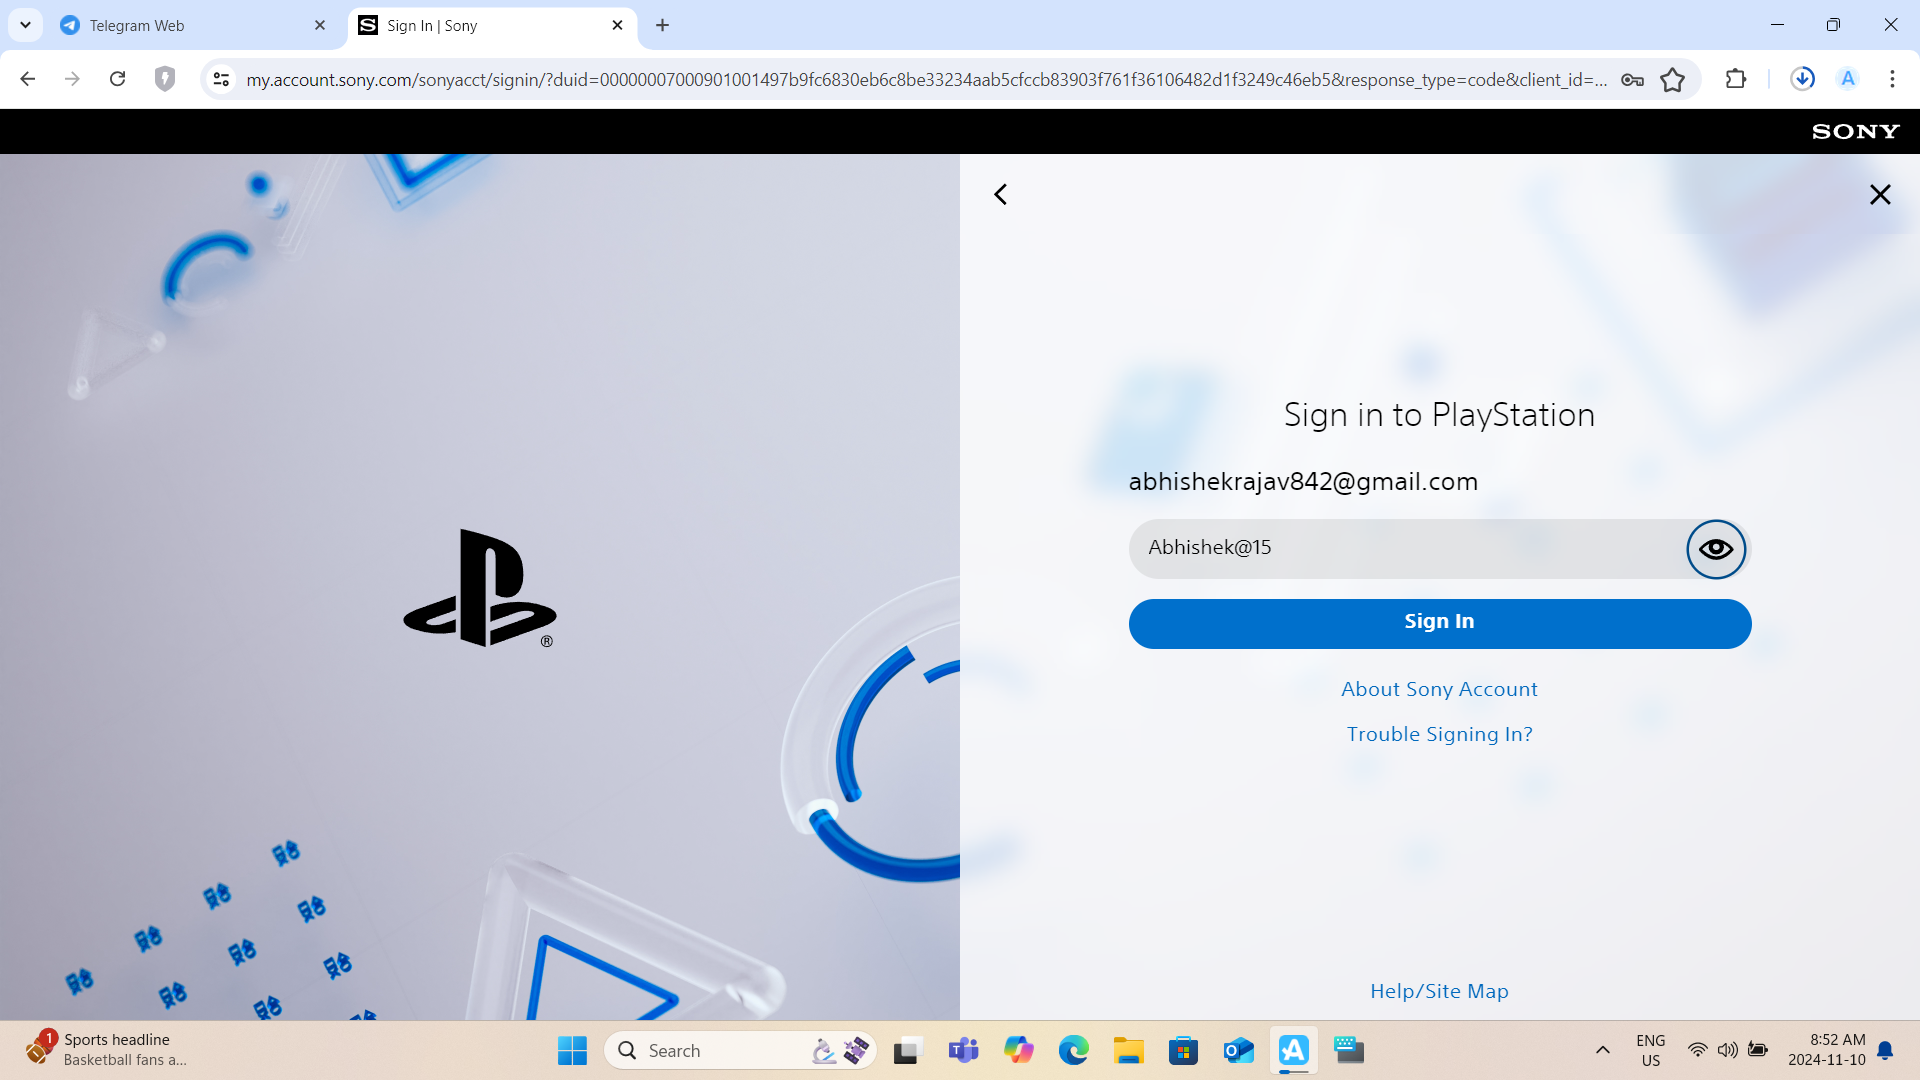 Telegram Web
Sign In | Sony
my.account.sony.com/sonyacct/signin/?duid=00000007000901001497b9fc6830eb6c8be33234aab5cfccb83903f761f36106482d1f3249c46eb5&response_type=code&client_id=...
A
SONY
Sign in to PlayStation
abhishekrajav842@gmail.com
Abhishek@15
Sign In
About Sony Account
Trouble Signing In?
®
Help/Site Map
1
Sports headline
Basketball fans a...
Search
ENG
US
8:52 AM
2024-11-10